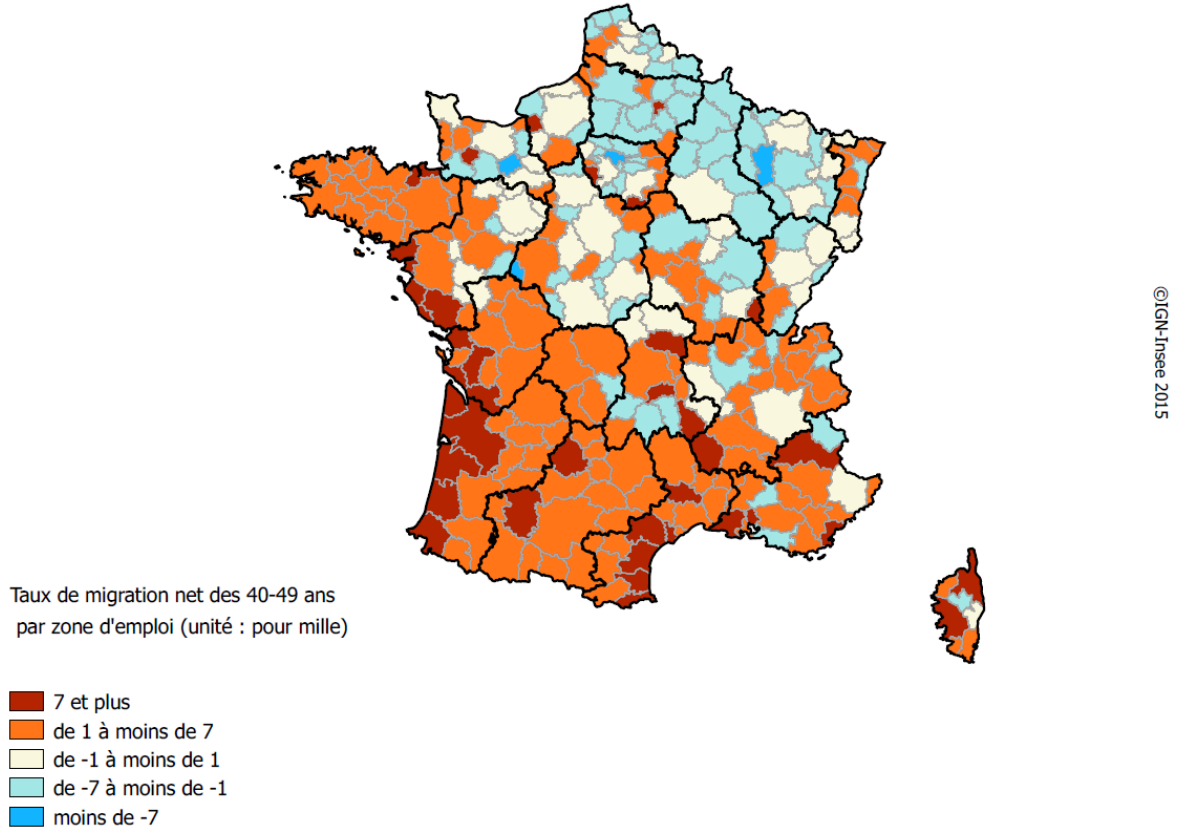 ©IGN-Insee 2015
Taux de migration net des 40-49 ans
par zone d'emploi (unité : pour mille)
7 et plus
de 1 à moins de 7
de -1 à moins de 1
de -7 à moins de -1
moins de -7